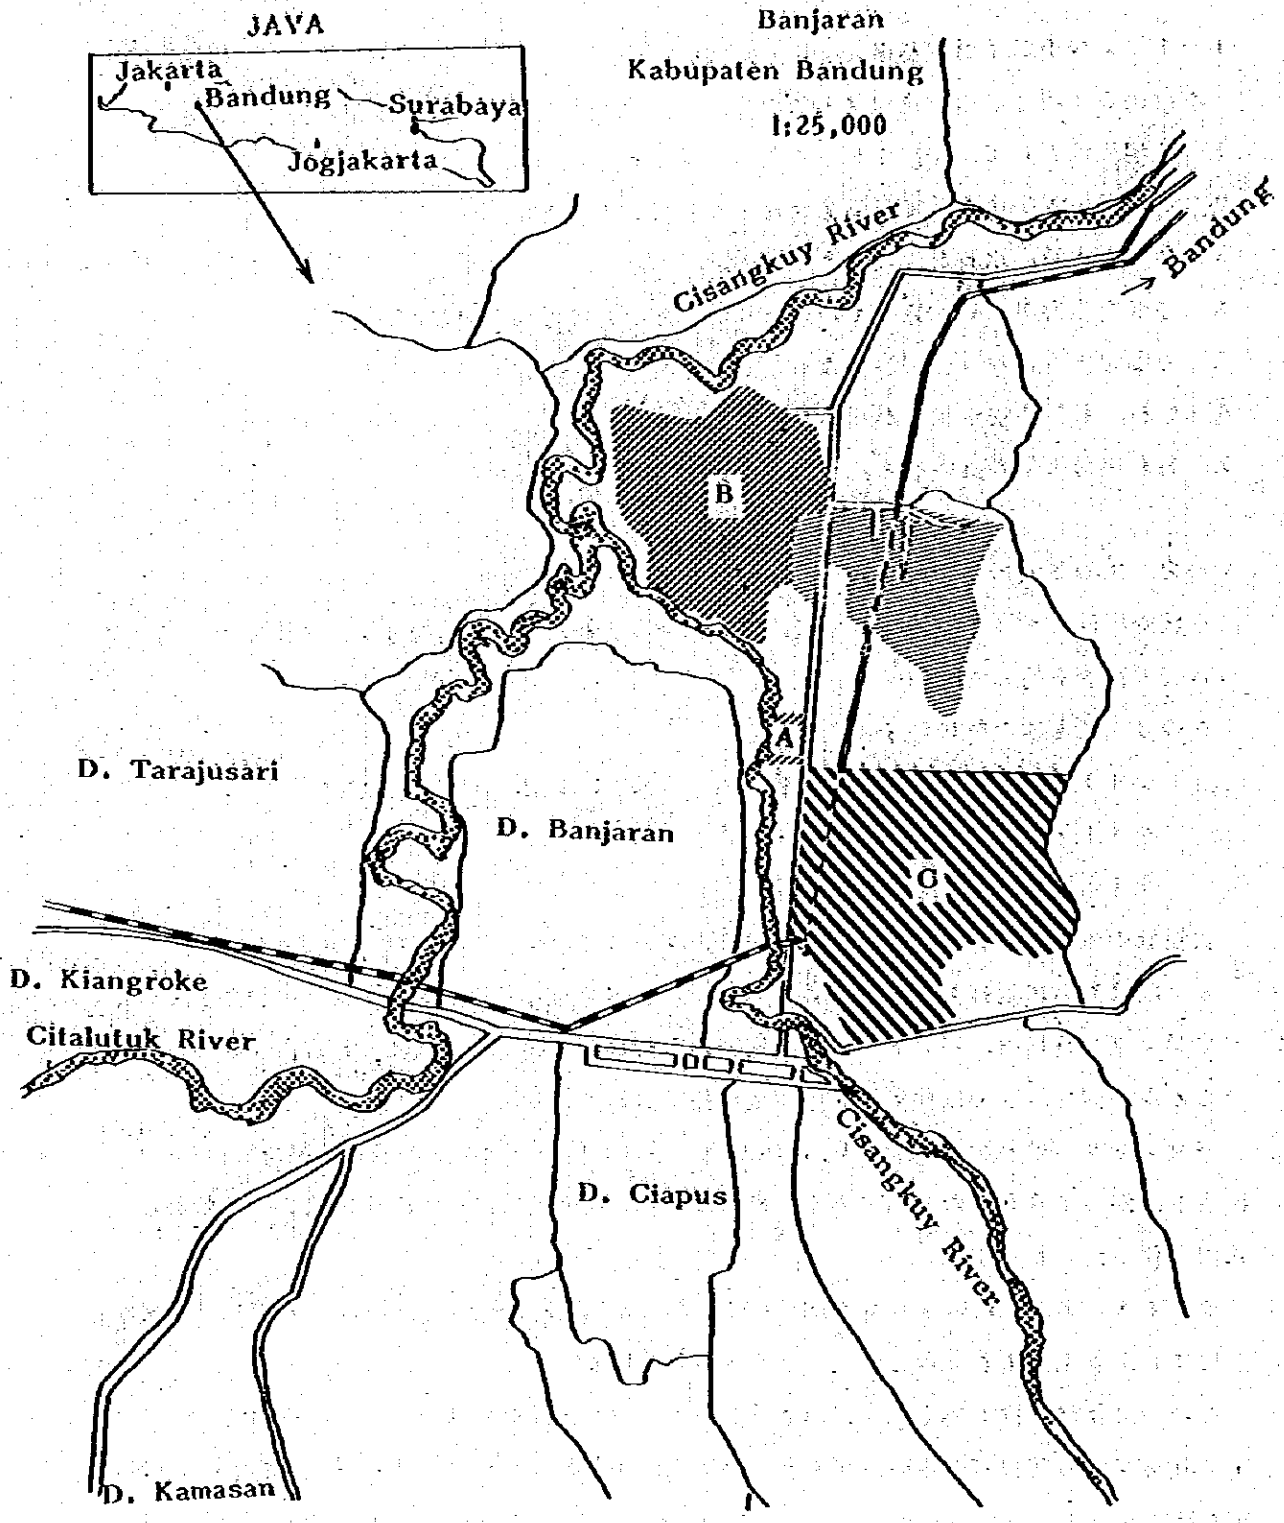 JAVA
Jakarta
Bandung
Surabaya
Jogjakarta
Banjaran
Kabupaten Bandung
1:25,000
Cisangkuy River
Bandung
B
A
D. Tarajusari
D. Banjaran
C
D. Kiangroke
Citalutuk River
Cisangkuy River
D. Ciapus
D. Kamasan